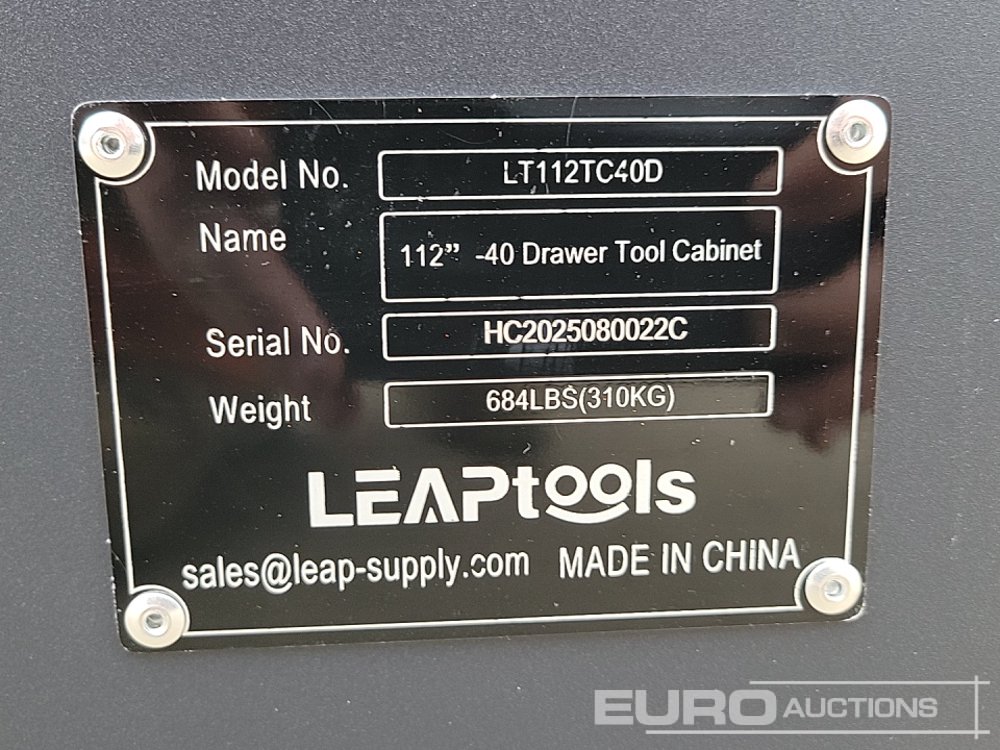 Model No. LT112TC40D
Name 112” -40 Drawer Tool Cabinet
Serial No. HC2025080022C
Weight 684LBS(310KG)
LEAPtools
sales@leap-supply.com MADE IN CHINA
EURO AUCTIONS